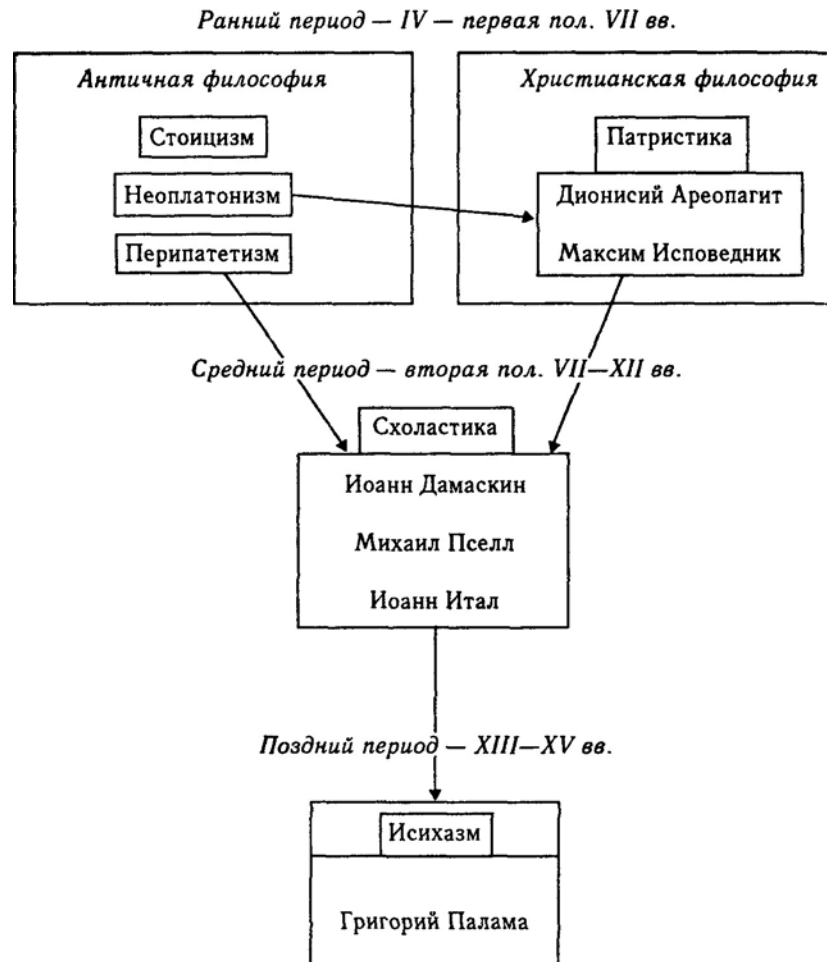 Ранний период — IV — первая пол. VII вв.
Античная философия
Стоицизм
Неоплатонизм
Перипатетизм
Христианская философия
Патристика
Дионисий Ареопагит
Максим Исповедник
Средний период — вторая пол. VII—XII вв.
Схоластика
Иоанн Дамаскин
Михаил Пселл
Иоанн Итал
Поздний период — XIII—XV вв.
Исихазм
Григорий Палама